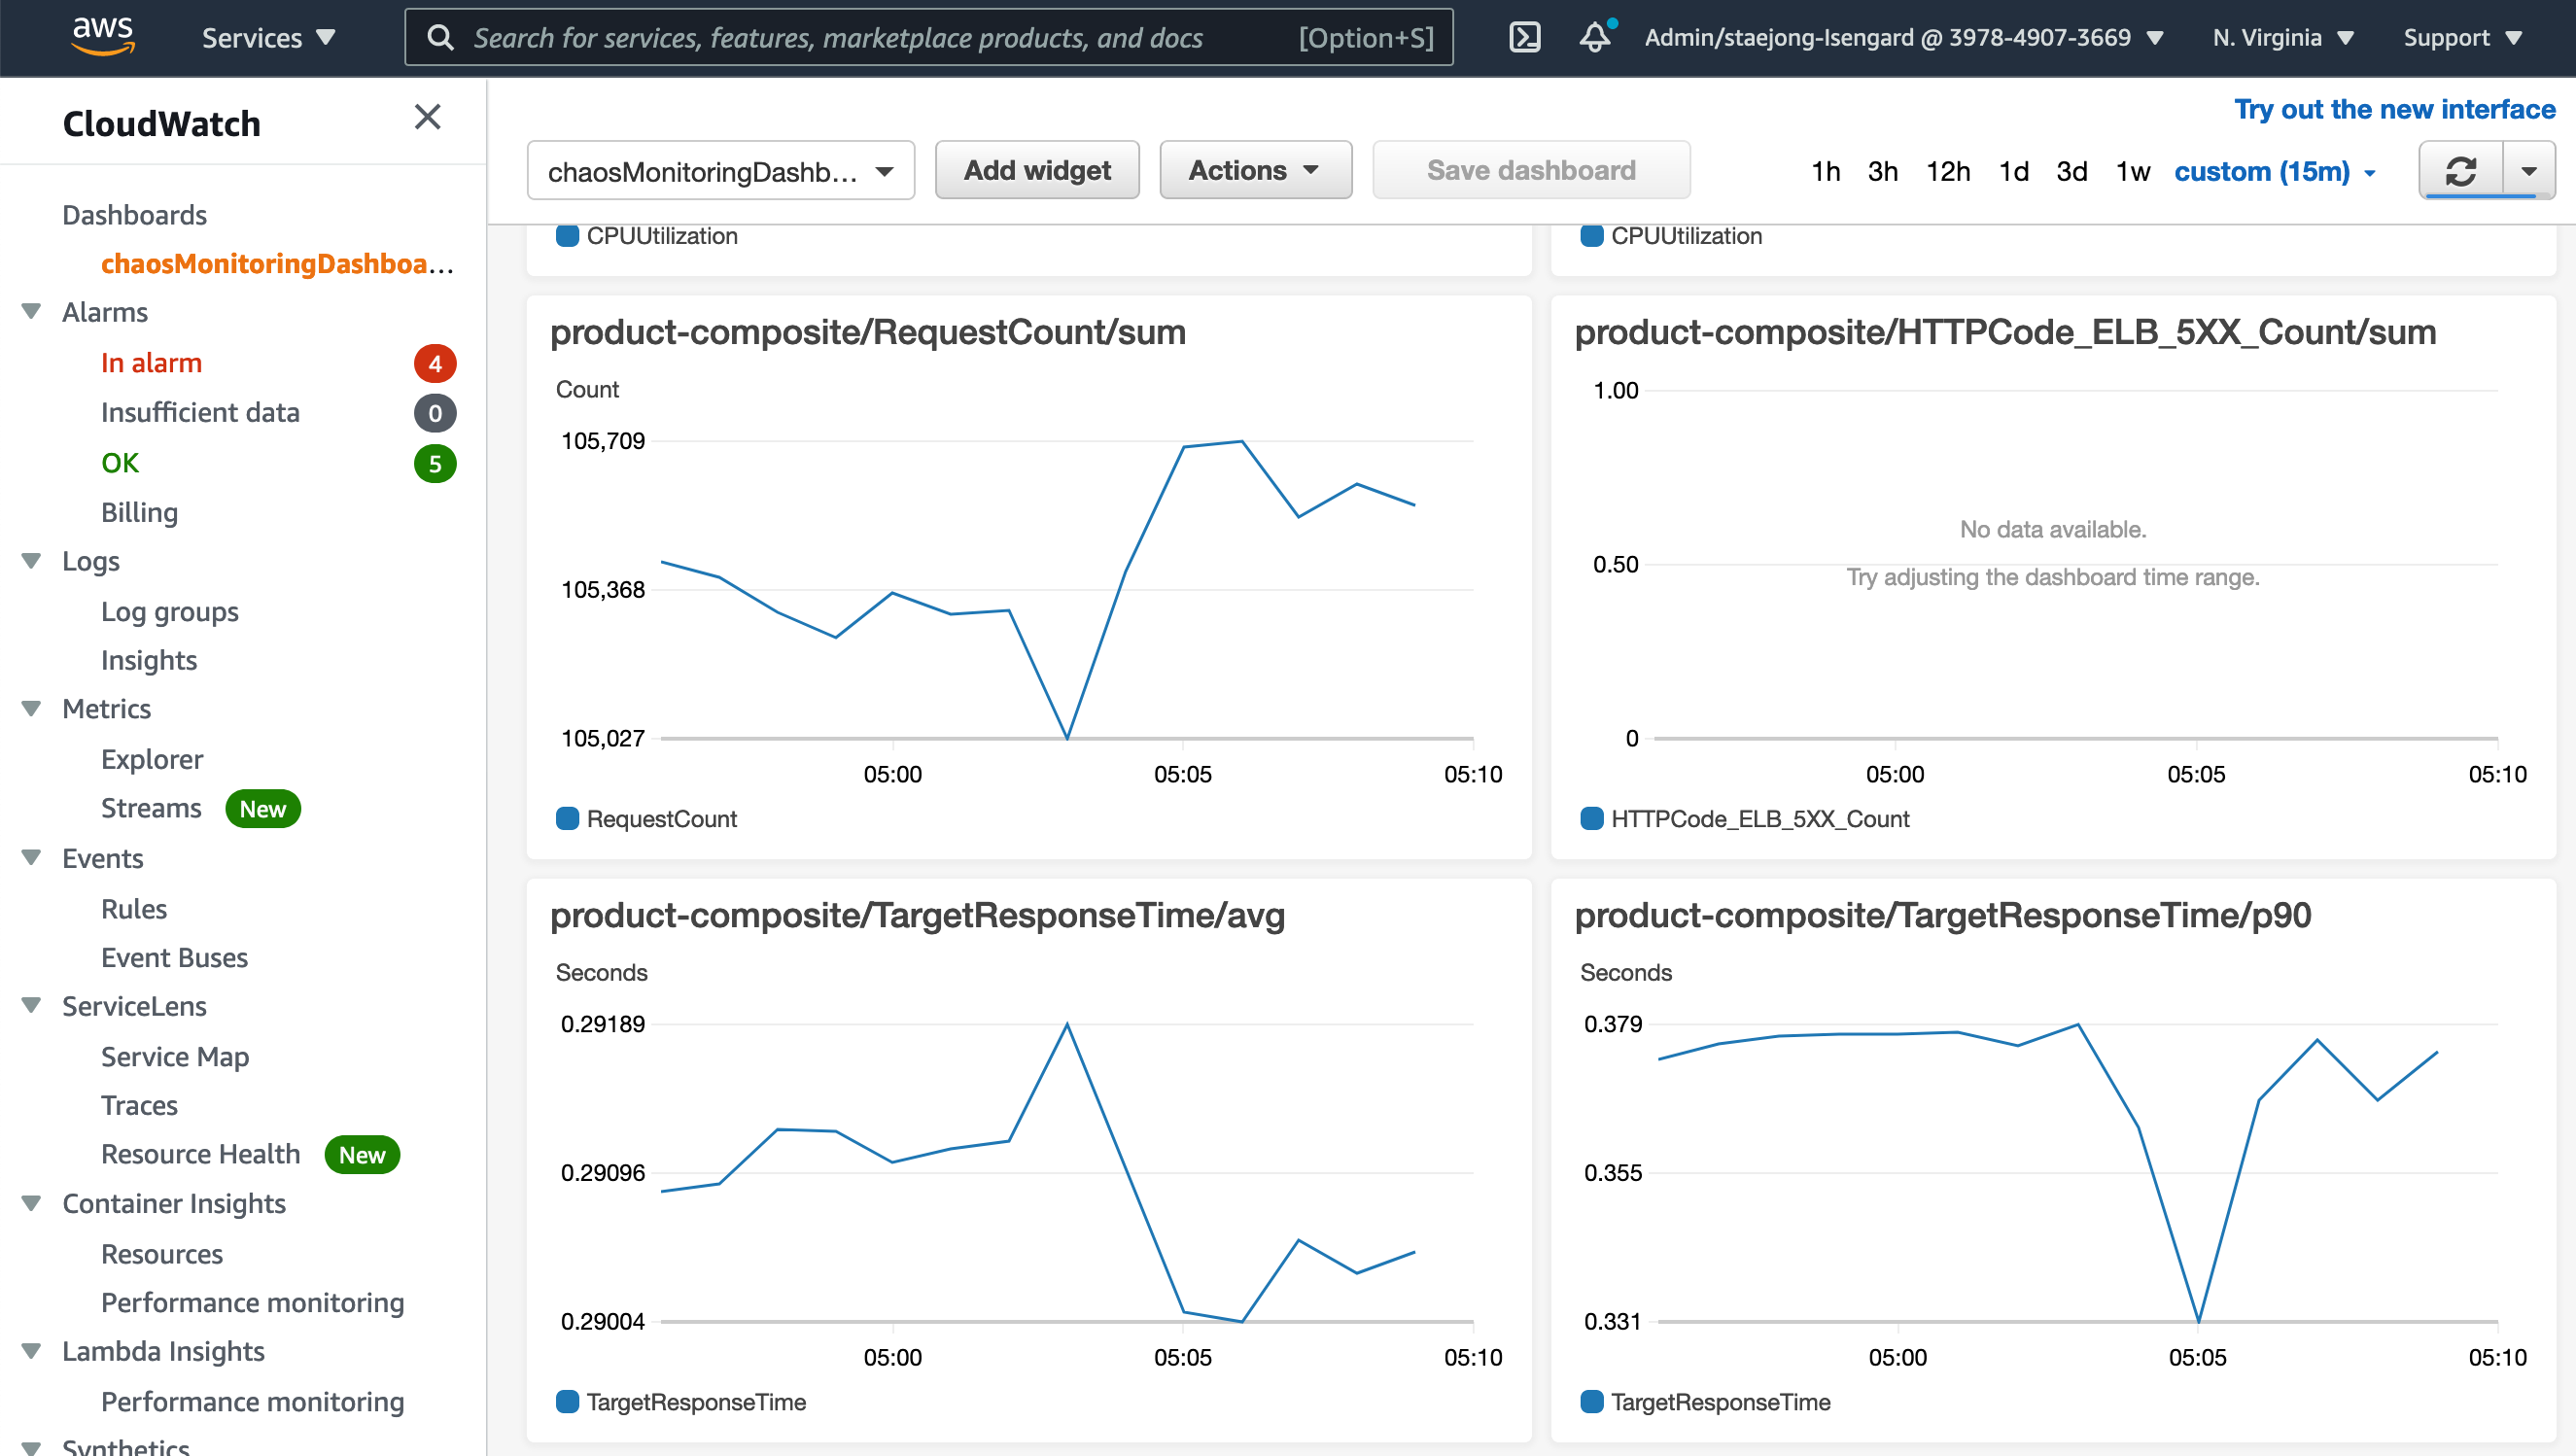 aws
Services
Search for services, features, marketplace products, and docs [Option+S]
Admin/staejong-Isengard @ 3978-4907-3669
N. Virginia
Support
CloudWatch
Dashboards
chaosMonitoringDashboa...
Alarms
In alarm 4
Insufficient data 0
OK 5
Billing
Logs
Log groups
Insights
Metrics
Explorer
Streams New
Events
Rules
Event Buses
ServiceLens
Service Map
Traces
Resource Health New
Container Insights
Resources
Performance monitoring
Lambda Insights
Performance monitoring
Synthetics
Try out the new interface
chaosMonitoringDashb...
Add widget
Actions
Save dashboard
1h 3h 12h 1d 3d 1w custom (15m)
CPUUtilization
CPUUtilization
product-composite/RequestCount/sum
Count
105,709
105,368
105,027
05:00 05:05 05:10
RequestCount
product-composite/HTTPCode_ELB_5XX_Count/sum
1.00
No data available.
0.50
Try adjusting the dashboard time range.
0
05:00 05:05 05:10
HTTPCode_ELB_5XX_Count
product-composite/TargetResponseTime/avg
Seconds
0.29189
0.29096
0.29004
05:00 05:05 05:10
TargetResponseTime
product-composite/TargetResponseTime/p90
Seconds
0.379
0.355
0.331
05:00 05:05 05:10
TargetResponseTime